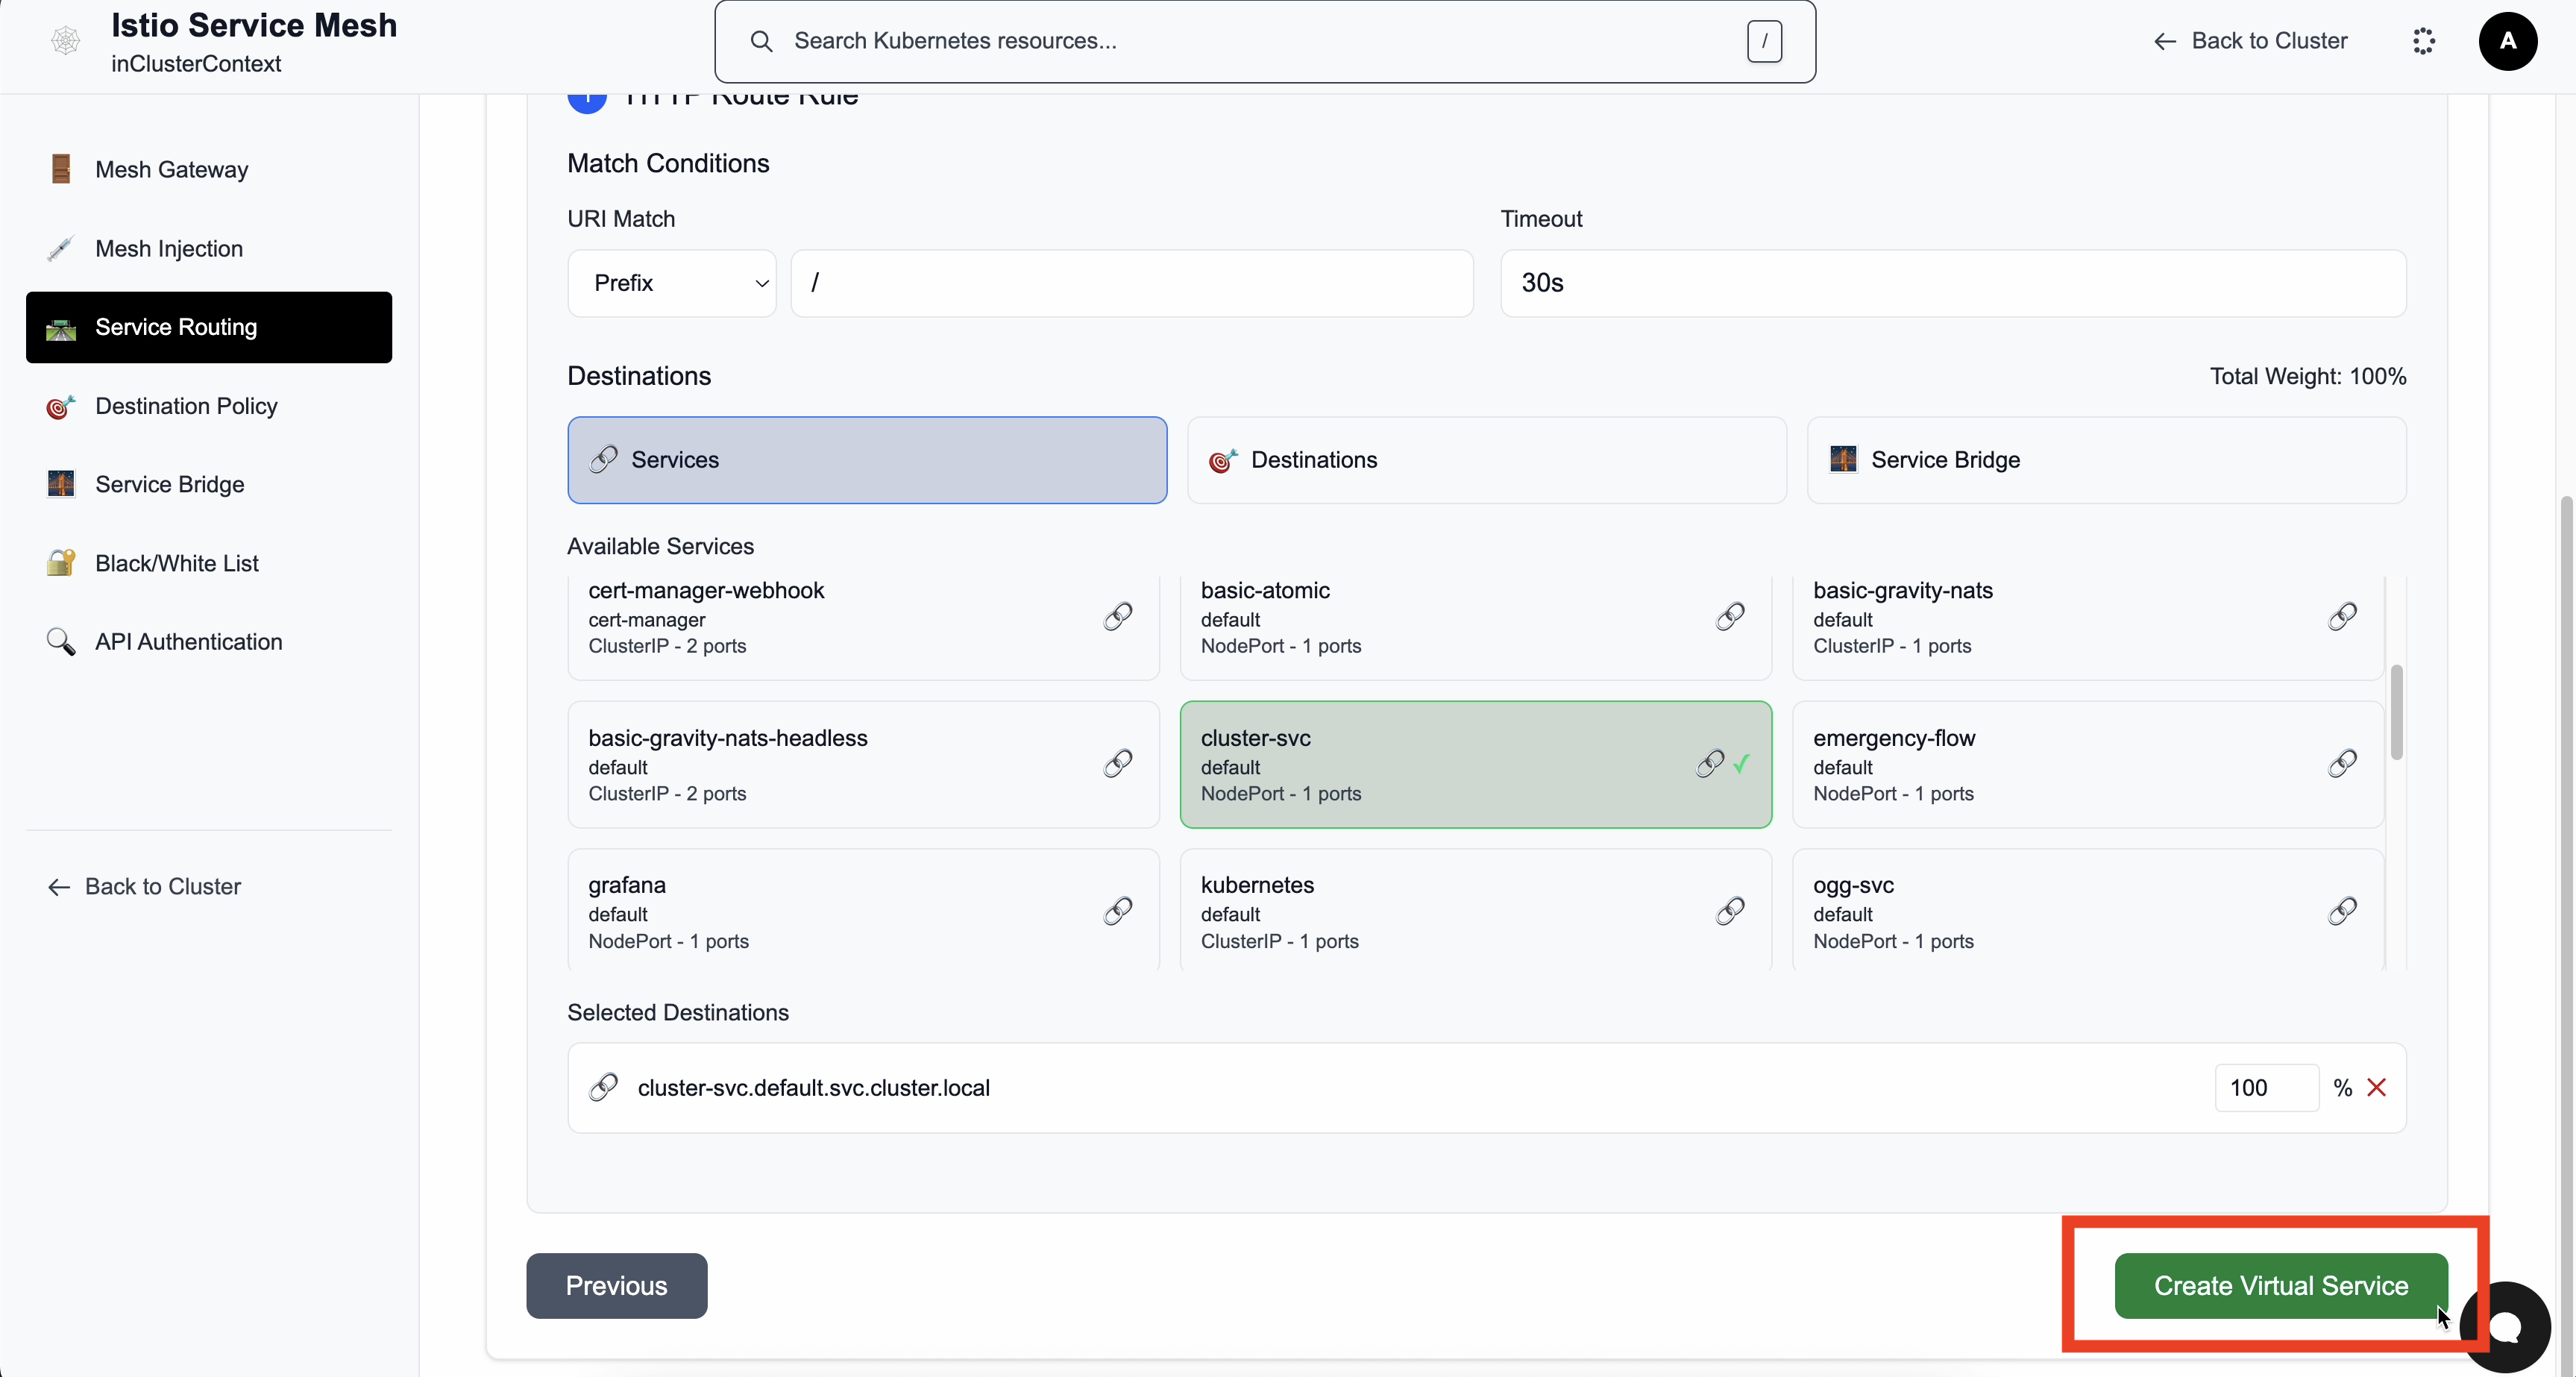 Istio Service Mesh
inClusterContext
Search Kubernetes resources...
/
Back to Cluster
A
Mesh Gateway
Mesh Injection
Service Routing
Destination Policy
Service Bridge
Black/White List
API Authentication
Back to Cluster
HTTP Route Rule
Match Conditions
URI Match
Timeout
Prefix
/
30s
Destinations
Total Weight: 100%
Services
Destinations
Service Bridge
Available Services
cert-manager-webhook
cert-manager
ClusterIP - 2 ports
basic-atomic
default
NodePort - 1 ports
basic-gravity-nats
default
ClusterIP - 1 ports
basic-gravity-nats-headless
default
ClusterIP - 2 ports
cluster-svc
default
NodePort - 1 ports
emergency-flow
default
NodePort - 1 ports
grafana
default
NodePort - 1 ports
kubernetes
default
ClusterIP - 1 ports
ogg-svc
default
NodePort - 1 ports
Selected Destinations
cluster-svc.default.svc.cluster.local
100 %
Previous
Create Virtual Service